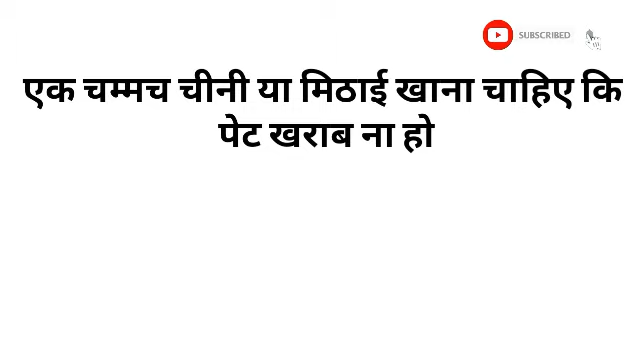 SUBSCRIBED
एक चम्मच चीनी या मिठाई खाना चाहिए कि
पेट खराब ना हो